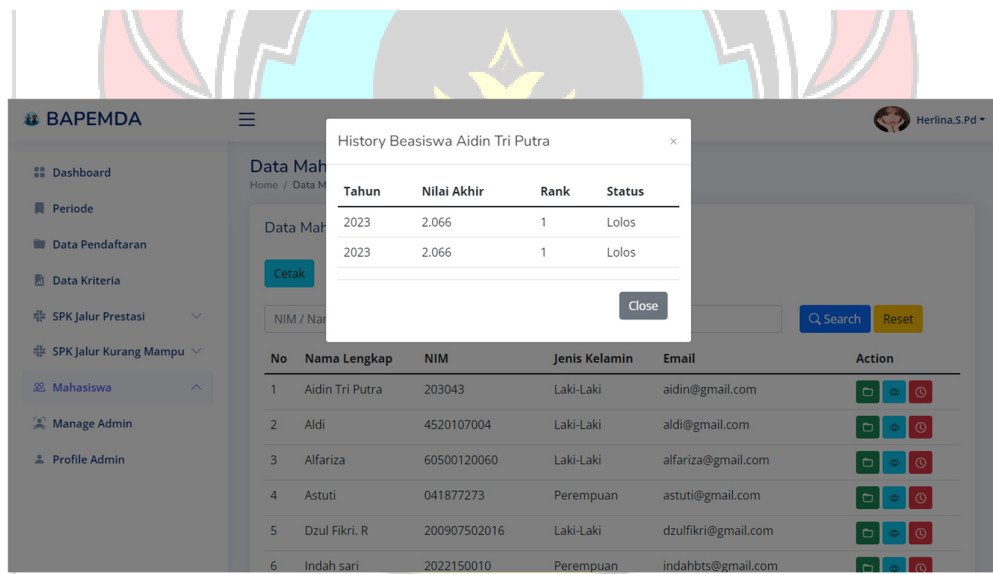 BAPEMDA
Herlina,S.Pd
Dashboard
Periode
Data Pendaftaran
Data Kriteria
SPK Jalur Prestasi
SPK Jalur Kurang Mampu
Mahasiswa
Manage Admin
Profile Admin
Data Mah
Home / Data M
Data Mah
Cetak
NIM / Nar
Search
Reset
History Beasiswa Aidin Tri Putra
×
Tahun Nilai Akhir Rank Status
2023 2.066 1 Lolos
2023 2.066 1 Lolos
Close
No Nama Lengkap NIM Jenis Kelamin Email Action
1 Aidin Tri Putra 203043 Laki-Laki aidin@gmail.com
2 Aldi 4520107004 Laki-Laki aldi@gmail.com
3 Alfariza 60500120060 Laki-Laki alfariza@gmail.com
4 Astuti 041877273 Perempuan astuti@gmail.com
5 Dzul Fikri. R 200907502016 Laki-Laki dzulfikri@gmail.com
6 Indah sari 2022150010 Perempuan indahbts@gmail.com